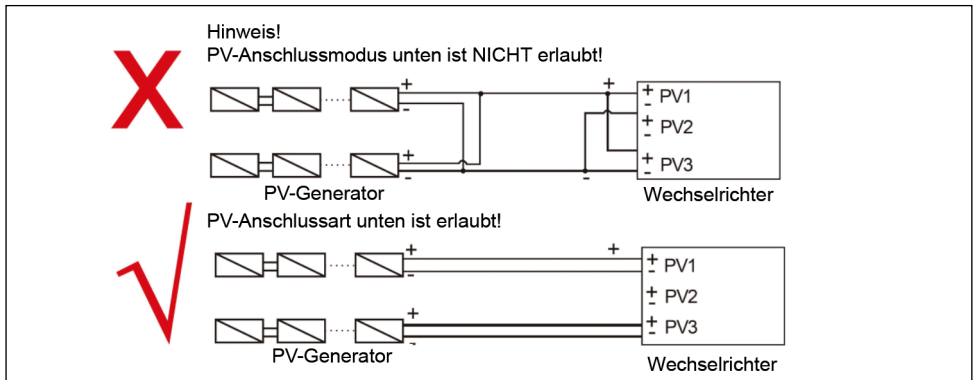 Hinweis!
PV-Anschlussmodus unten ist NICHT erlaubt!
+
-
+
+
-
PV1
+
-
PV2
+
-
+
-
PV3
-
PV-Generator
Wechselrichter
PV-Anschlussart unten ist erlaubt!
+
-
+
+
-
PV1
+
-
PV2
+
-
+
-
PV3
PV-Generator
Wechselrichter